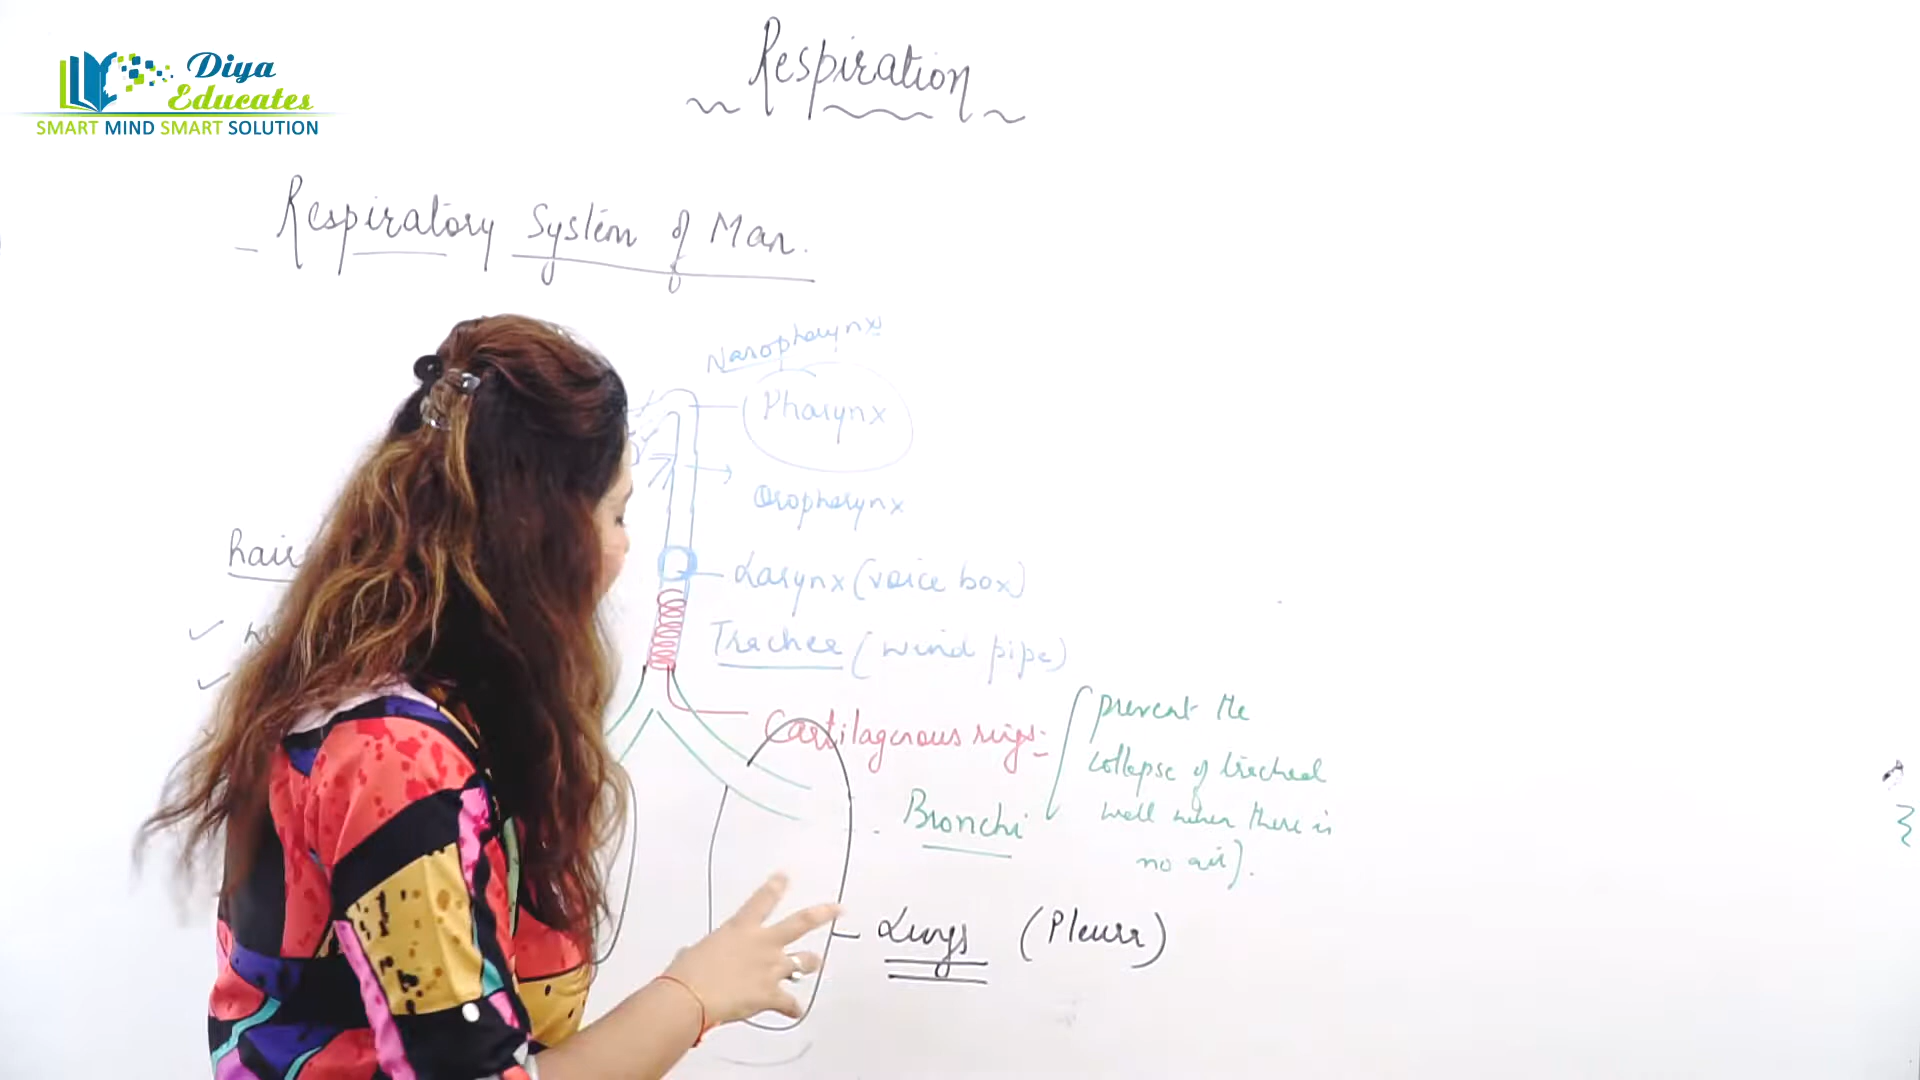 Diya
Educates
SMART MIND SMART SOLUTION
Respiration
Respiratory System of Man.
Nasopharynx
Pharynx
Oropharynx
hair
Larynx (voice box)
Trachea (wind pipe)
Cartilagenous rings:-
prevent the
collapse of tracheal
wall when there is
no air).
Bronchi
Lungs (Pleura)